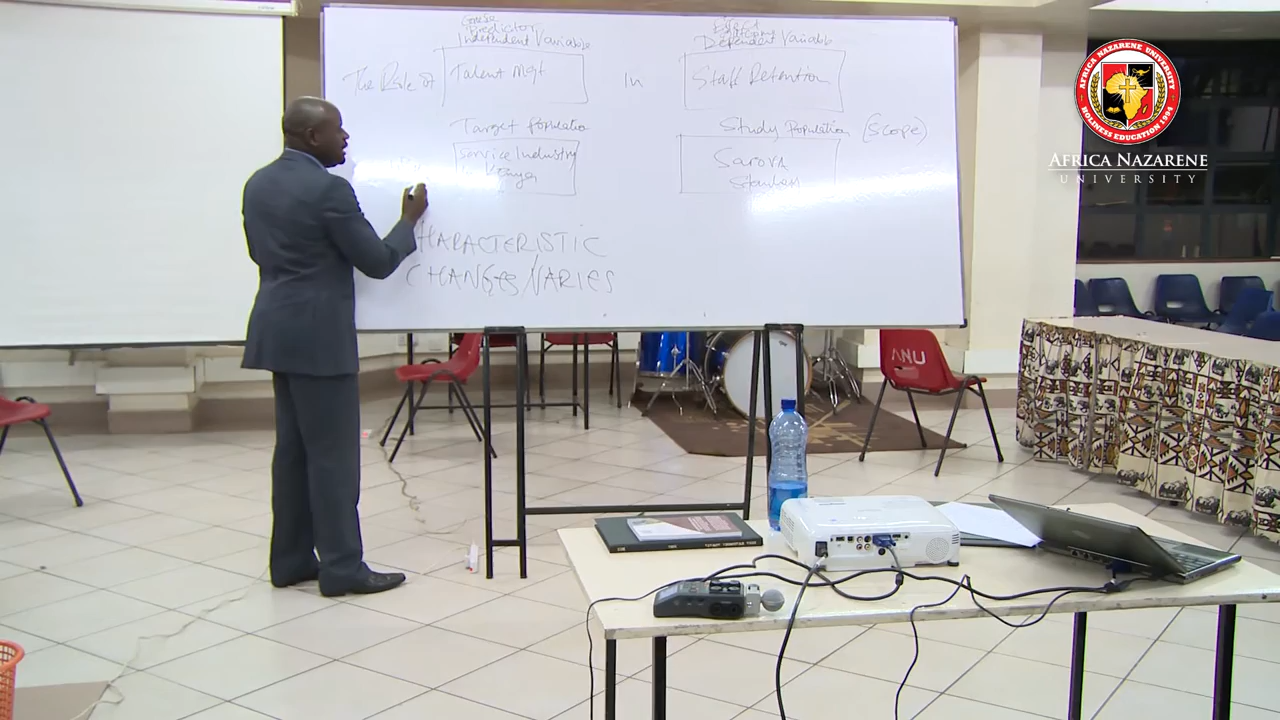 Cause
Predictor
Independent Variable
Effect
Dependent Variable
The Role of
Talent Mgt
In
Staff Retention
Target Population
Study Population (Scope)
Service Industry
Kenya
Sarova
Stanley
CHARACTERISTIC
CHANGES/VARIES
ANU
AFRICA NAZARENE UNIVERSITY
HOLINESS EDUCATION 1994
AFRICA NAZARENE
UNIVERSITY